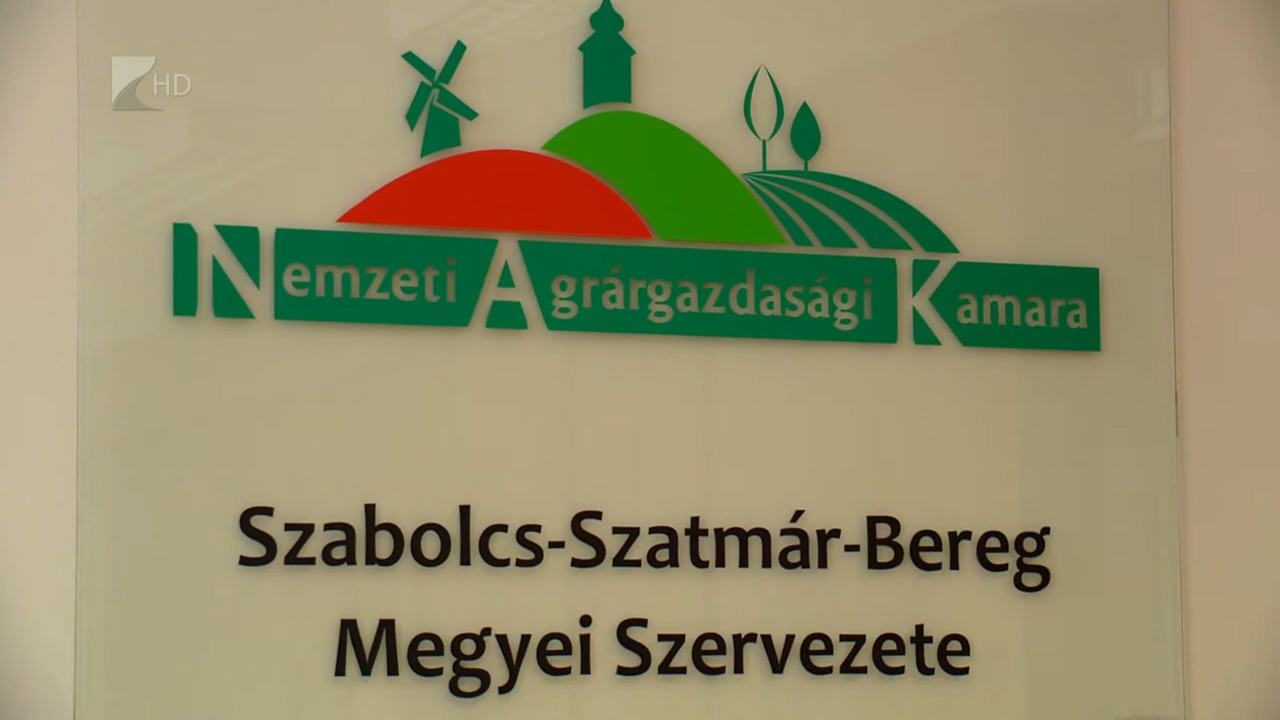 HD
Nemzeti Agrárgazdasági Kamara
Szabolcs-Szatmár-Bereg
Megyei Szervezete